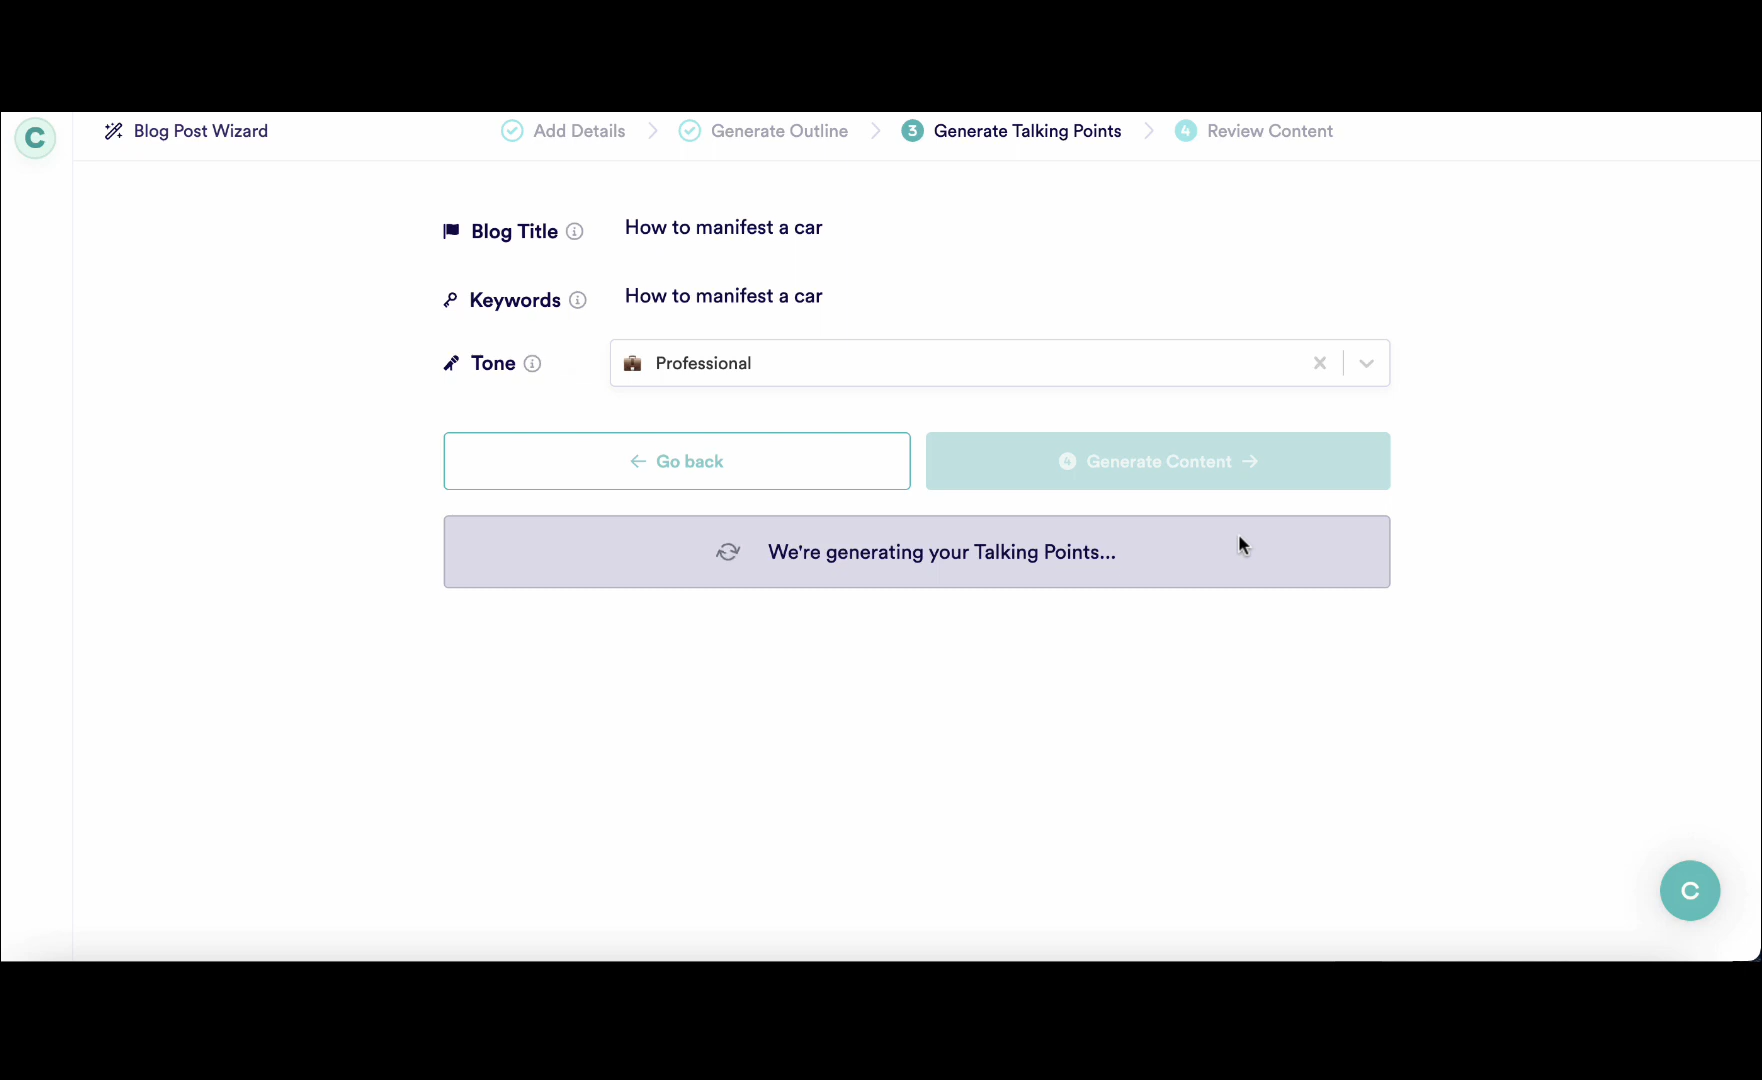 C
Blog Post Wizard
Add Details
Generate Outline
3 Generate Talking Points
4 Review Content
Blog Title
How to manifest a car
Keywords
How to manifest a car
Tone
Professional
Go back
4 Generate Content
We're generating your Talking Points...
C